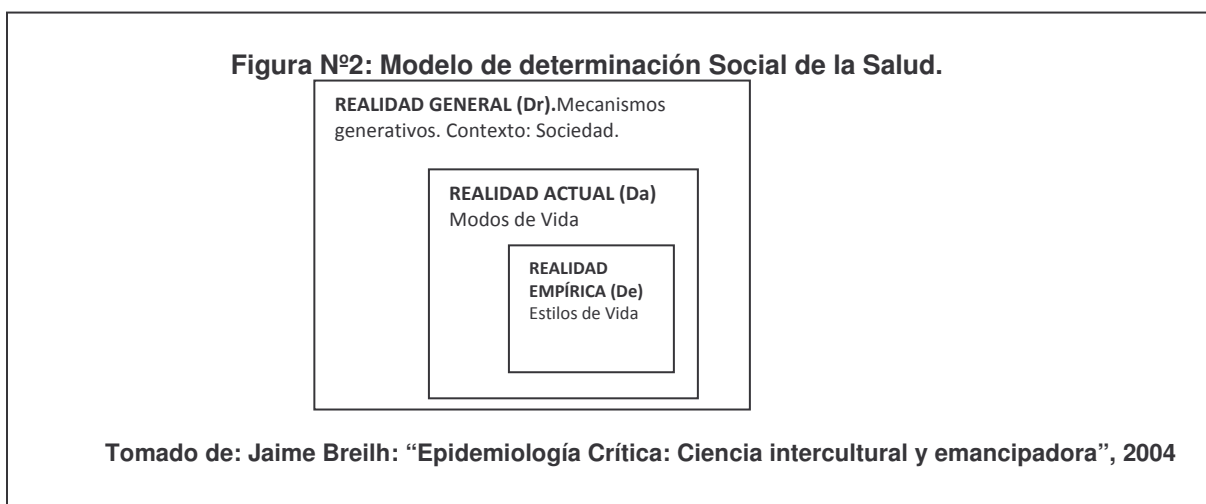 Figura Nº2: Modelo de determinación Social de la Salud.
REALIDAD GENERAL (Dr).Mecanismos
generativos. Contexto: Sociedad.
REALIDAD ACTUAL (Da)
Modos de Vida
REALIDAD
EMPÍRICA (De)
Estilos de Vida
Tomado de: Jaime Breilh: “Epidemiología Crítica: Ciencia intercultural y emancipadora”, 2004